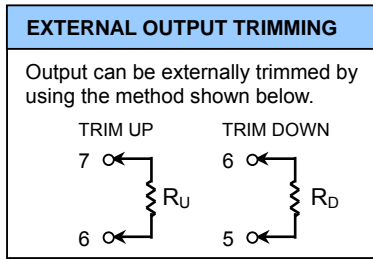 EXTERNAL OUTPUT TRIMMING
Output can be externally trimmed by
using the method shown below.
TRIM UP TRIM DOWN
7 6
RU RD
6 5